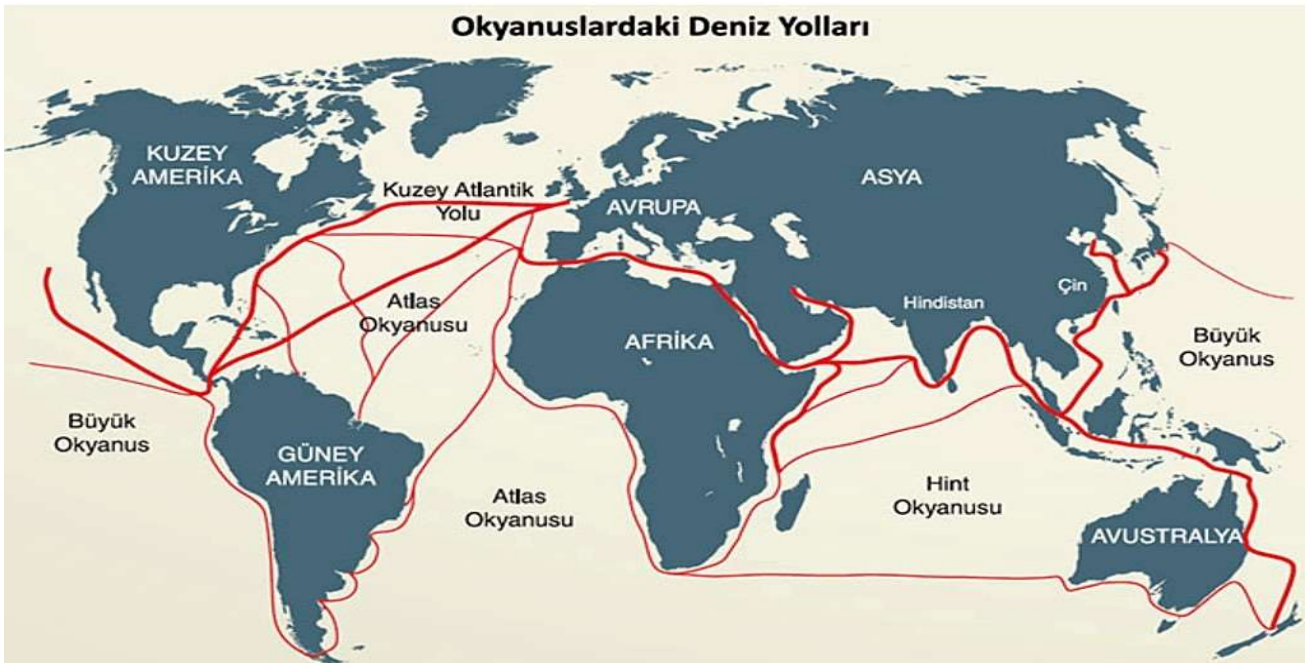 Okyanuslardaki Deniz Yolları
KUZEY
AMERİKA
Kuzey Atlantik
Yolu
AVRUPA
ASYA
Atlas
Okyanusu
AFRİKA
Hindistan
Çin
Büyük
Okyanus
Büyük
Okyanus
GÜNEY
AMERİKA
Atlas
Okyanusu
Hint
Okyanusu
AVUSTRALYA